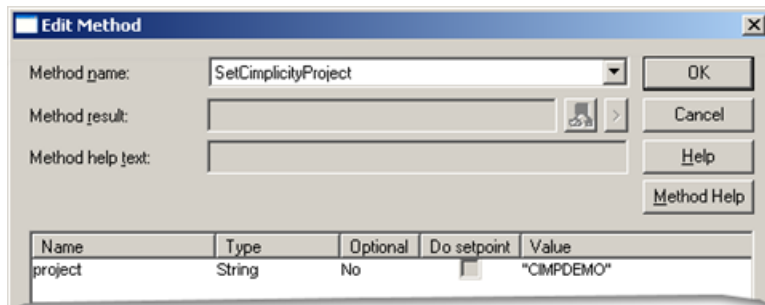 Edit Method
Method name: SetCimplicityProject OK
Method result: > Cancel
Method help text: Help
Method Help
Name Type Optional Do setpoint Value
project String No "CIMPDEMO"